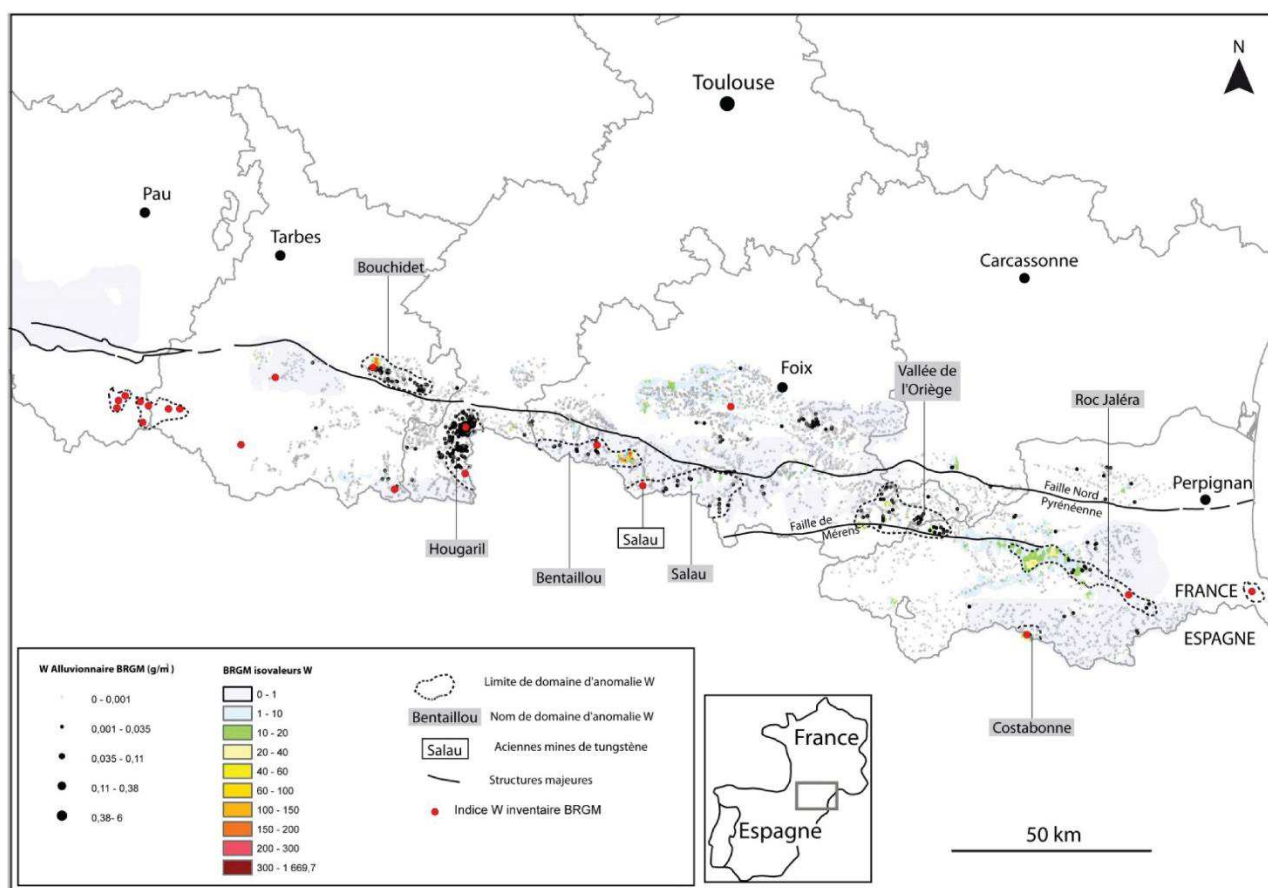 N
Toulouse
Pau
Tarbes
Carcassonne
Bouchidet
Foix
Vallée de
l'Oriège
Roc Jaléra
Perpignan
Faille Nord
Pyrénéenne
Faille de
Mérens
Hougaril
Salau
Bentaillou
Salau
FRANCE
ESPAGNE
Costabonne
W Alluvionnaire BRGM (g/m³)
0 - 0,001
0,001 - 0,035
0,035 - 0,11
0,11 - 0,38
0,38- 6
BRGM isovaleurs W
0 - 1
1 - 10
10 - 20
20 - 40
40 - 60
60 - 100
100 - 150
150 - 200
200 - 300
300 - 1 669,7
Limite de domaine d'anomalie W
Bentaillou Nom de domaine d'anomalie W
Salau Aciennes mines de tungstène
Structures majeures
Indice W inventaire BRGM
France
Espagne
50 km